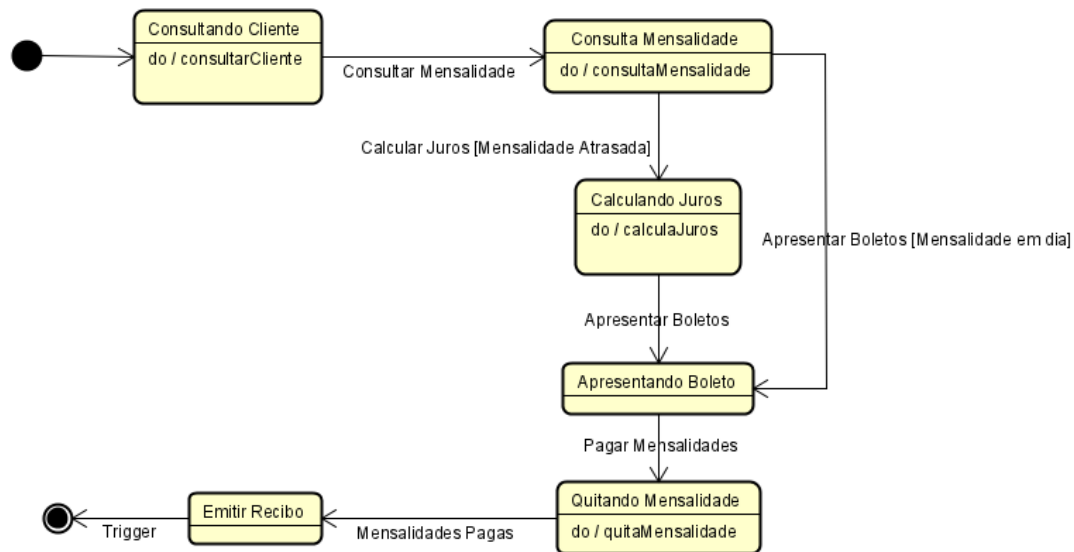 Consultando Cliente
do / consultarCliente
Consultar Mensalidade
Consulta Mensalidade
do / consultaMensalidade
Calcular Juros [Mensalidade Atrasada]
Calculando Juros
do / calculaJuros
Apresentar Boletos [Mensalidade em dia]
Apresentar Boletos
Apresentando Boleto
Pagar Mensalidades
Quitando Mensalidade
do / quitaMensalidade
Mensalidades Pagas
Emitir Recibo
Trigger